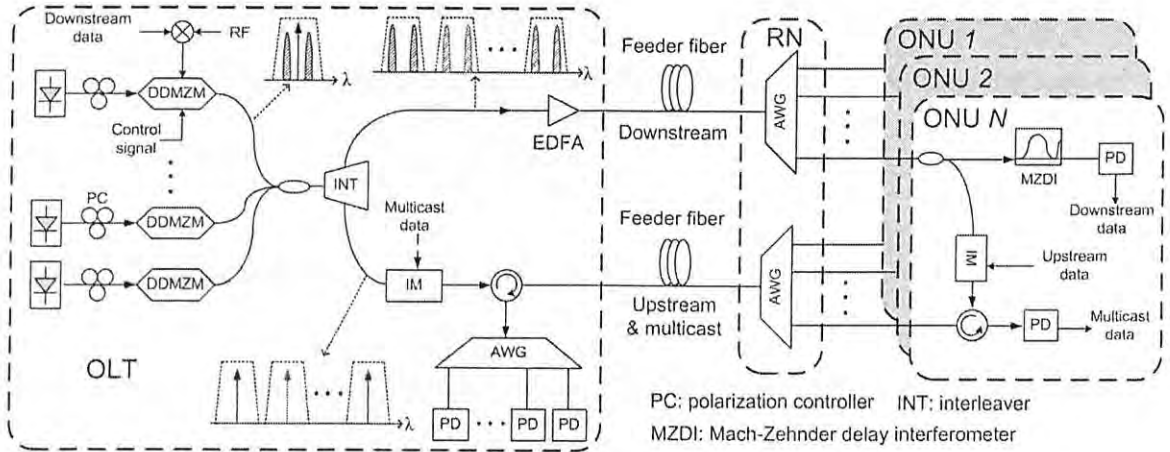 Downstream
data
RF
DDMZM
Control
signal
PC
DDMZM
DDMZM
λ
λ
INT
EDFA
Multicast
data
IM
AWG
PD
PD
PD
λ
OLT
Feeder fiber
Downstream
Feeder fiber
Upstream
& multicast
RN
AWG
AWG
ONU 1
ONU 2
ONU N
MZDI
PD
Downstream
data
IM
Upstream
data
PD
Multicast
data
PC: polarization controller INT: interleaver
MZDI: Mach-Zehnder delay interferometer